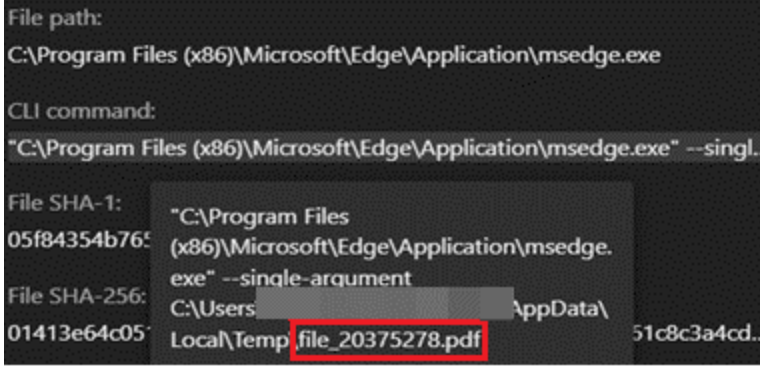 File path:
C:\Program Files (x86)\Microsoft\Edge\Application\msedge.exe
CLI command:
"C:\Program Files (x86)\Microsoft\Edge\Application\msedge.exe" --singl..
File SHA-1:
05f84354b765
File SHA-256:
01413e64c05
"C:\Program Files
(x86)\Microsoft\Edge\Application\msedge.
exe" --single-argument
C:\Users \AppData\
Local\Temp\file_20375278.pdf
51c8c3a4cd..